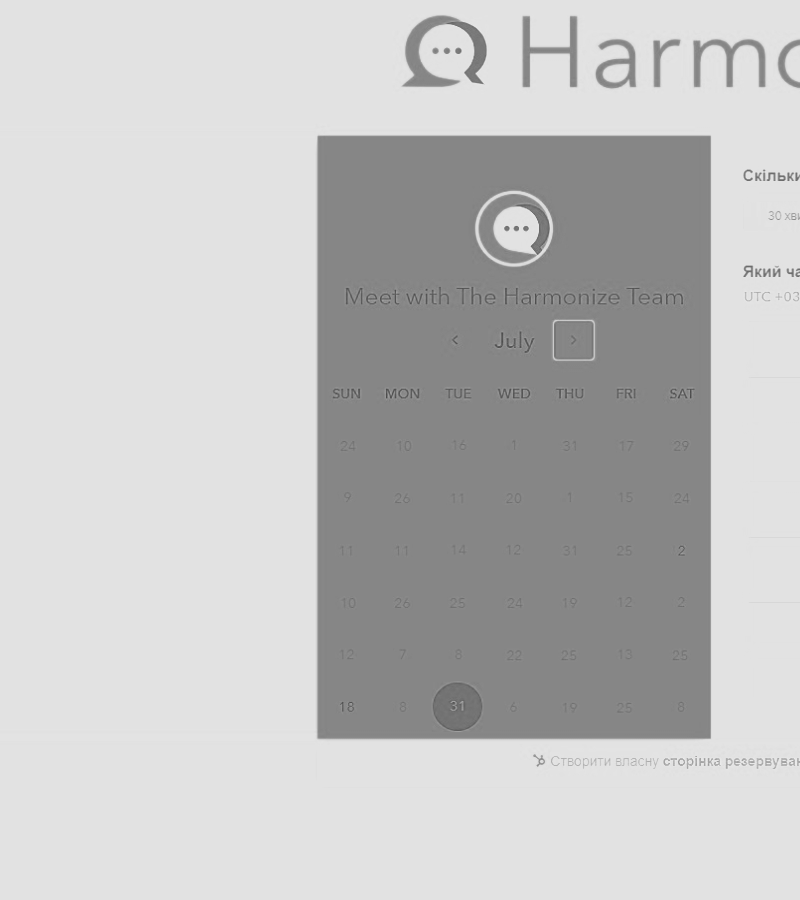 Harmo
Скільки
30 хви
Meet with The Harmonize Team
Який ча
UTC +03
‹ July ›
SUN MON TUE WED THU FRI SAT
24 10 16 1 31 17 29
9 26 11 20 1 15 24
11 11 14 12 31 25 2
10 26 25 24 19 12 2
12 7 8 22 25 13 25
18 8 31 6 19 25 8
Створити власну сторінка резервуван